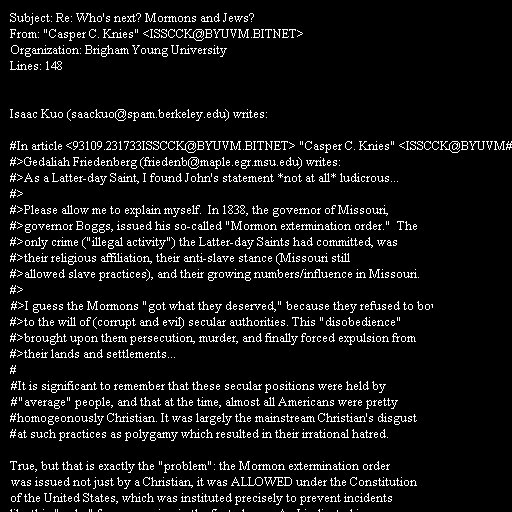 Subject: Re: Who's next? Mormons and Jews?
From: "Casper C. Knies" <ISSCCK@BYUVM.BITNET>
Organization: Brigham Young University
Lines: 148
Isaac Kuo (isaackuo@spam.berkeley.edu) writes:
#In article <93109.231733ISSCCK@BYUVM.BITNET> "Casper C. Knies" <ISSCCK@BYUVM#
#>Gedaliah Friedenberg (friedenb@maple.egr.msu.edu) writes:
#>As a Latter-day Saint, I found John's statement *not at all* ludicrous...
#>
#>Please allow me to explain myself. In 1838, the governor of Missouri,
#>governor Boggs, issued his so-called "Mormon extermination order." The
#>only crime ("illegal activity") the Latter-day Saints had committed, was
#>their religious affiliation, their anti-slave stance (Missouri still
#>allowed slave practices), and their growing numbers/influence in Missouri.
#>
#>I guess the Mormons "got what they deserved," because they refused to bow
#>to the will of (corrupt and evil) secular authorities. This "disobedience"
#>brought upon them persecution, murder, and finally forced expulsion from
#>their lands and settlements...
#
#It is significant to remember that these secular positions were held by
#"average" people, and that at the time, almost all Americans were pretty
#homogeonously Christian. It was largely the mainstream Christian's disgust
#at such practices as polygamy which resulted in their irrational hatred.
True, but that is exactly the "problem": the Mormon extermination order
was issued not just by a Christian, it was ALLOWED under the Constitution
of the United States, which was instituted precisely to prevent incidents